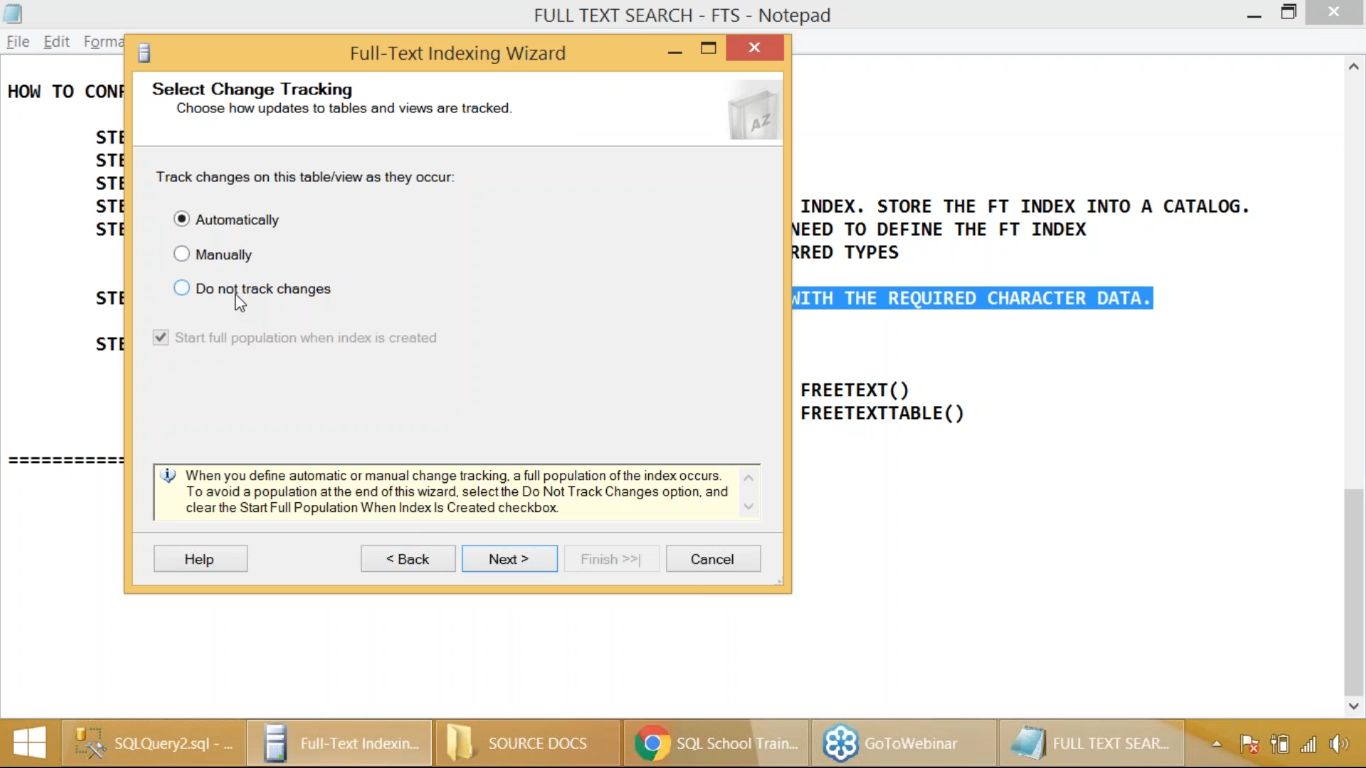 FULL TEXT SEARCH - FTS - Notepad
File Edit Forma
Full-Text Indexing Wizard
Select Change Tracking
Choose how updates to tables and views are tracked.
AZ
HOW TO CONF
STE
STE
STE
STE INDEX. STORE THE FT INDEX INTO A CATALOG.
STE NEED TO DEFINE THE FT INDEX
RRED TYPES
STE WITH THE REQUIRED CHARACTER DATA.
STE
FREETEXT()
FREETEXTTABLE()
============
Track changes on this table/view as they occur:
Automatically
Manually
Do not track changes
Start full population when index is created
When you define automatic or manual change tracking, a full population of the index occurs.
To avoid a population at the end of this wizard, select the Do Not Track Changes option, and
clear the Start Full Population When Index Is Created checkbox.
Help < Back Next > Finish >>| Cancel
SQLQuery2.sql - ... Full-Text Indexin... SOURCE DOCS SQL School Train... GoToWebinar FULL TEXT SEAR...